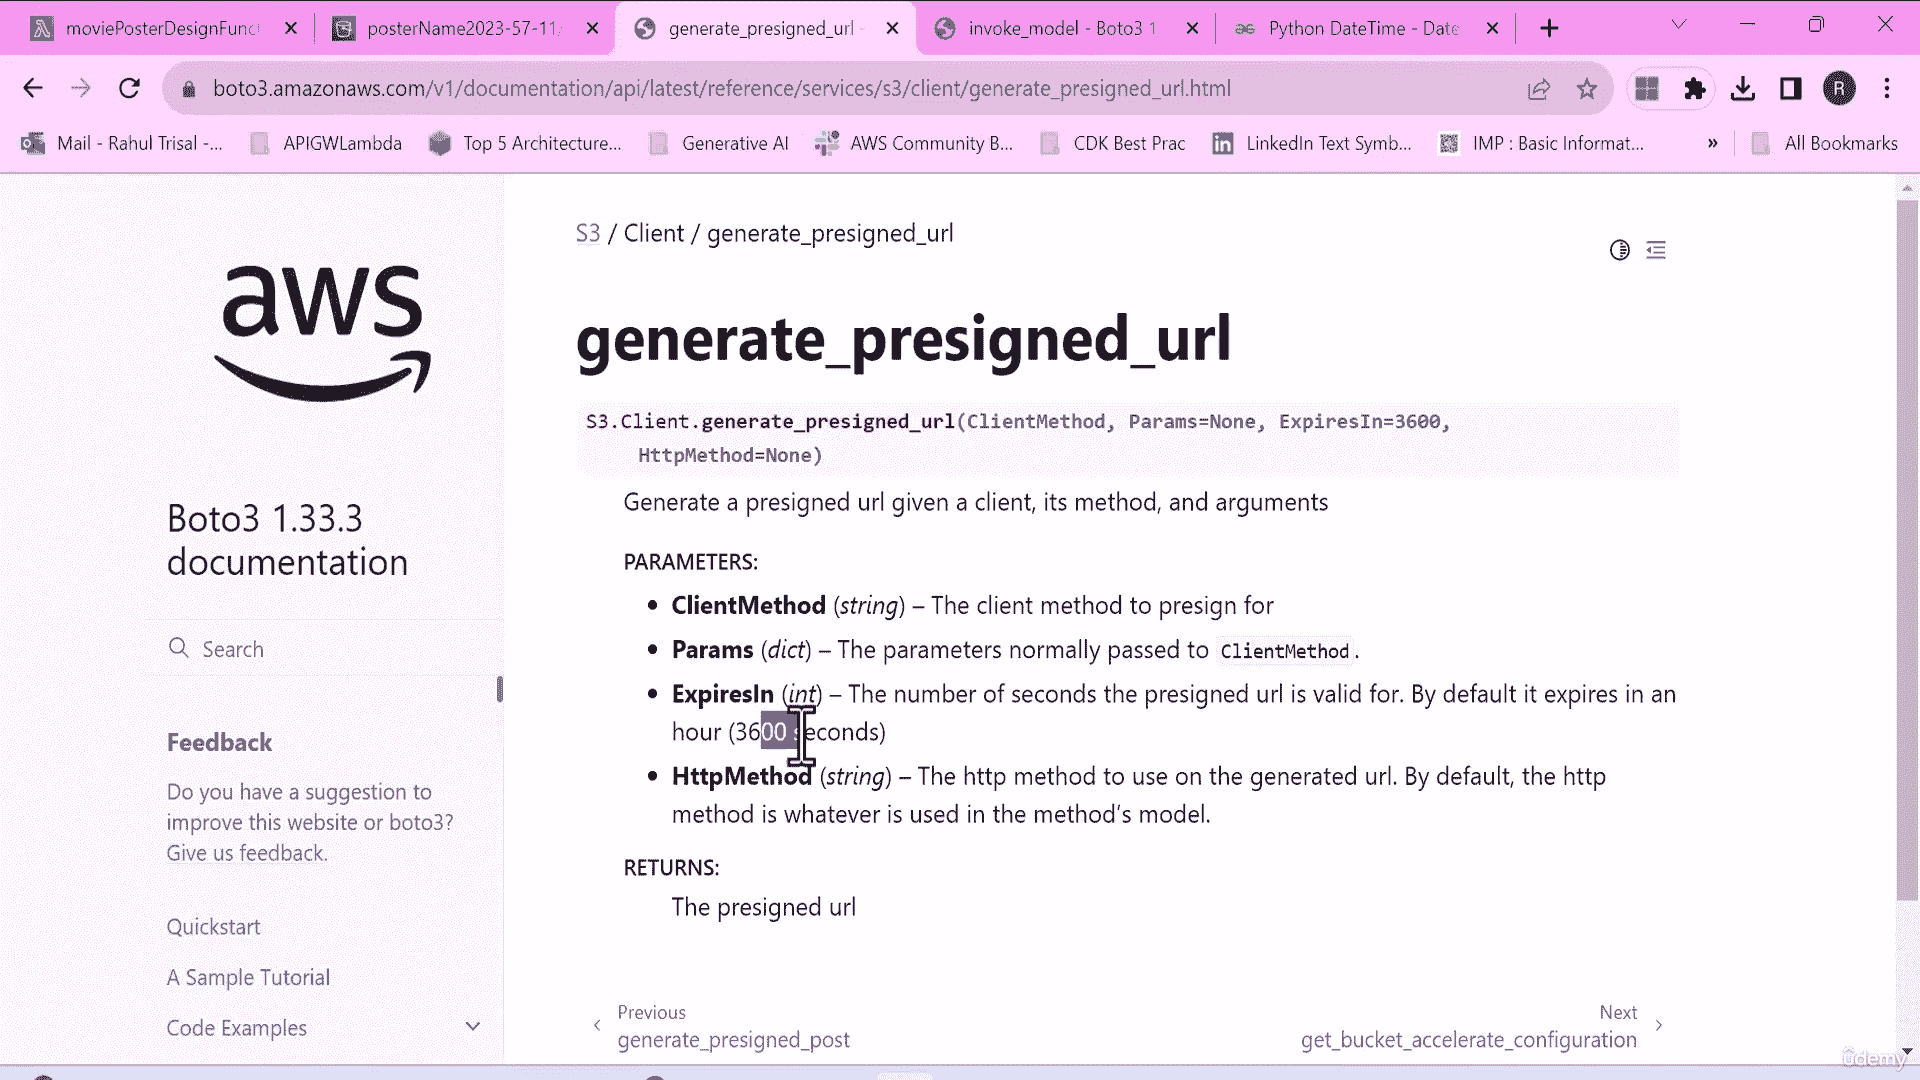 moviePosterDesignFunct
posterName2023-57-11
generate_presigned_url -
invoke_model - Boto3 1
Python DateTime - Date
boto3.amazonaws.com/v1/documentation/api/latest/reference/services/s3/client/generate_presigned_url.html
R
Mail - Rahul Trisal -...
APIGWLambda
Top 5 Architecture...
Generative AI
AWS Community B...
CDK Best Prac
LinkedIn Text Symb...
IMP : Basic Informat...
»
All Bookmarks
aws
Boto3 1.33.3
documentation
Search
Feedback
Do you have a suggestion to
improve this website or boto3?
Give us feedback.
Quickstart
A Sample Tutorial
Code Examples
S3 / Client / generate_presigned_url
generate_presigned_url
S3.Client.generate_presigned_url(ClientMethod, Params=None, ExpiresIn=3600,
HttpMethod=None)
Generate a presigned url given a client, its method, and arguments
PARAMETERS:
• ClientMethod (string) – The client method to presign for
• Params (dict) – The parameters normally passed to ClientMethod.
• ExpiresIn (int) – The number of seconds the presigned url is valid for. By default it expires in an
hour (3600 seconds)
• HttpMethod (string) – The http method to use on the generated url. By default, the http
method is whatever is used in the method’s model.
RETURNS:
The presigned url
Previous
generate_presigned_post
Next
get_bucket_accelerate_configuration
ûdemy